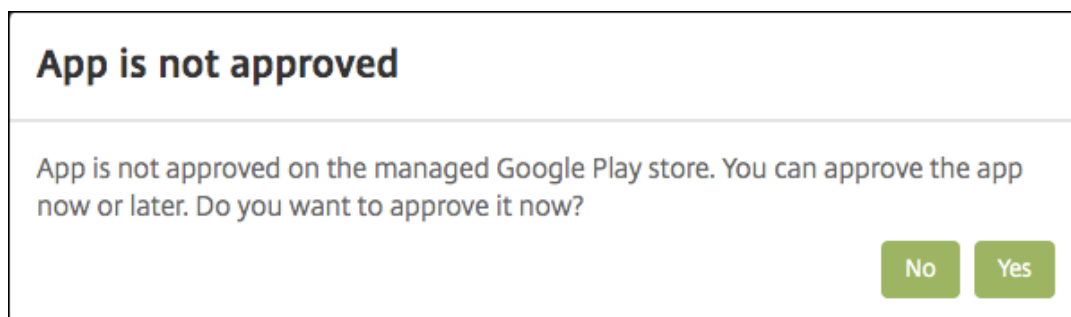 App is not approved
App is not approved on the managed Google Play store. You can approve the app
now or later. Do you want to approve it now?
No Yes